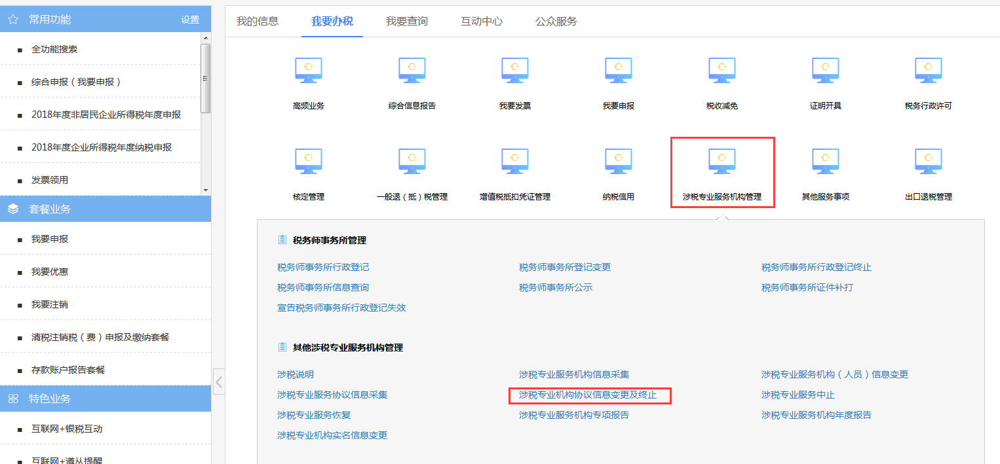 常用功能 设置
全功能搜索
综合申报（我要申报）
2018年度非居民企业所得税年度申报
2018年度企业所得税年度纳税申报
发票领用
套餐业务
我要申报
我要优惠
我要注销
清税注销税（费）申报及缴纳套餐
存款账户报告套餐
特色业务
互联网+银税互动
互联网+遵从提醒
我的信息 我要办税 我要查询 互动中心 公众服务
高频业务 综合信息报告 我要发票 我要申报 税收减免 证明开具 税务行政许可
核定管理 一般退（抵）税管理 增值税抵扣凭证管理 纳税信用 涉税专业服务机构管理 其他服务事项 出口退税管理
税务师事务所管理
税务师事务所行政登记 税务师事务所登记变更 税务师事务所行政登记终止
税务师事务所信息查询 税务师事务所公示 税务师事务所证件补打
宣告税务师事务所行政登记失效
其他涉税专业服务机构管理
涉税说明 涉税专业服务机构信息采集 涉税专业服务机构（人员）信息变更
涉税专业服务协议信息采集 涉税专业机构协议信息变更及终止 涉税专业服务中止
涉税专业服务恢复 涉税专业服务机构专项报告 涉税专业服务机构年度报告
涉税专业机构实名信息变更